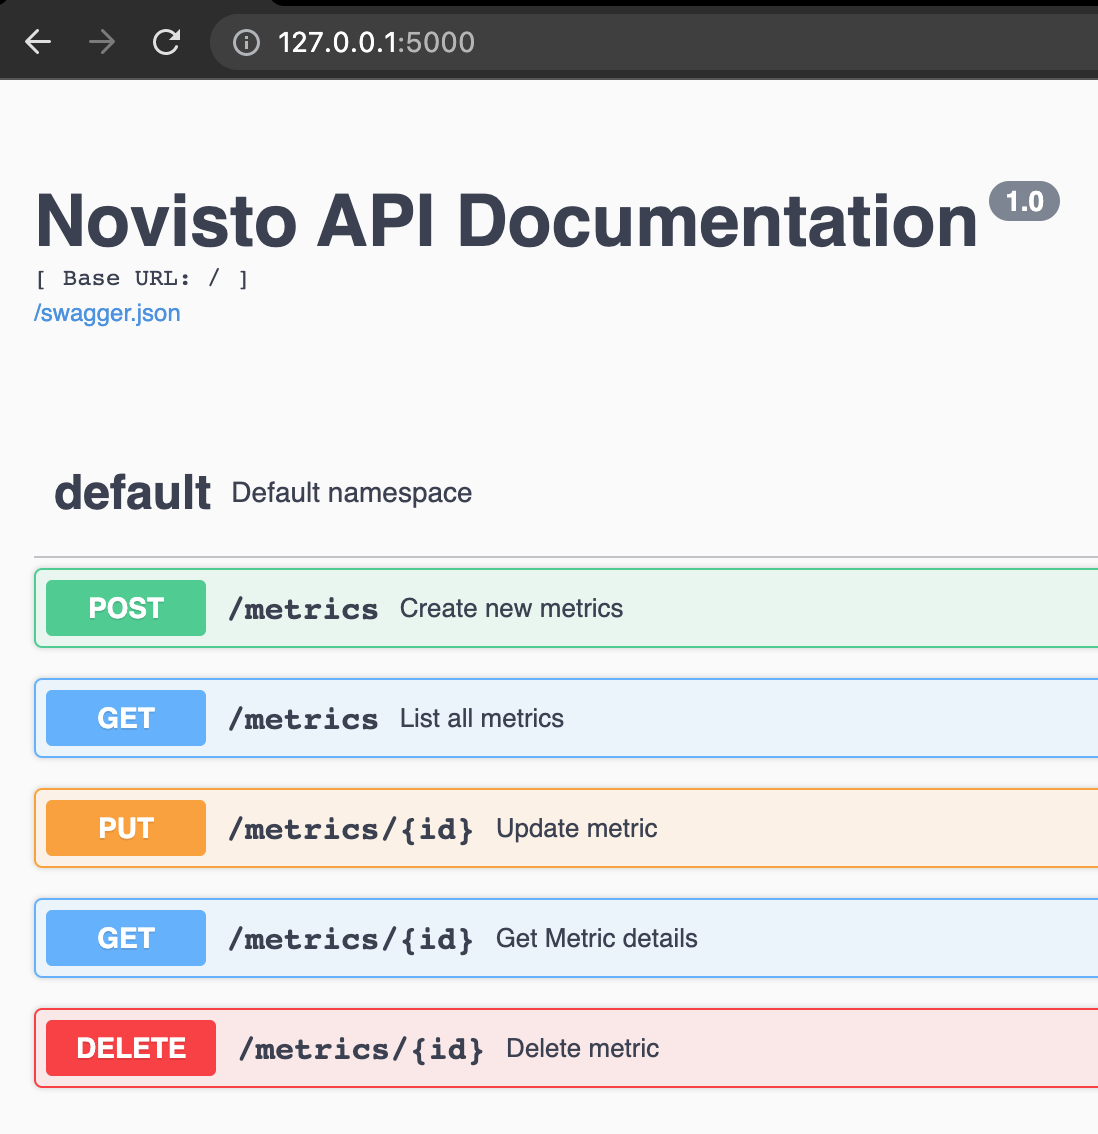 127.0.0.1:5000
Novisto API Documentation 1.0
[ Base URL: / ]
/swagger.json
default Default namespace
POST /metrics Create new metrics
GET /metrics List all metrics
PUT /metrics/{id} Update metric
GET /metrics/{id} Get Metric details
DELETE /metrics/{id} Delete metric